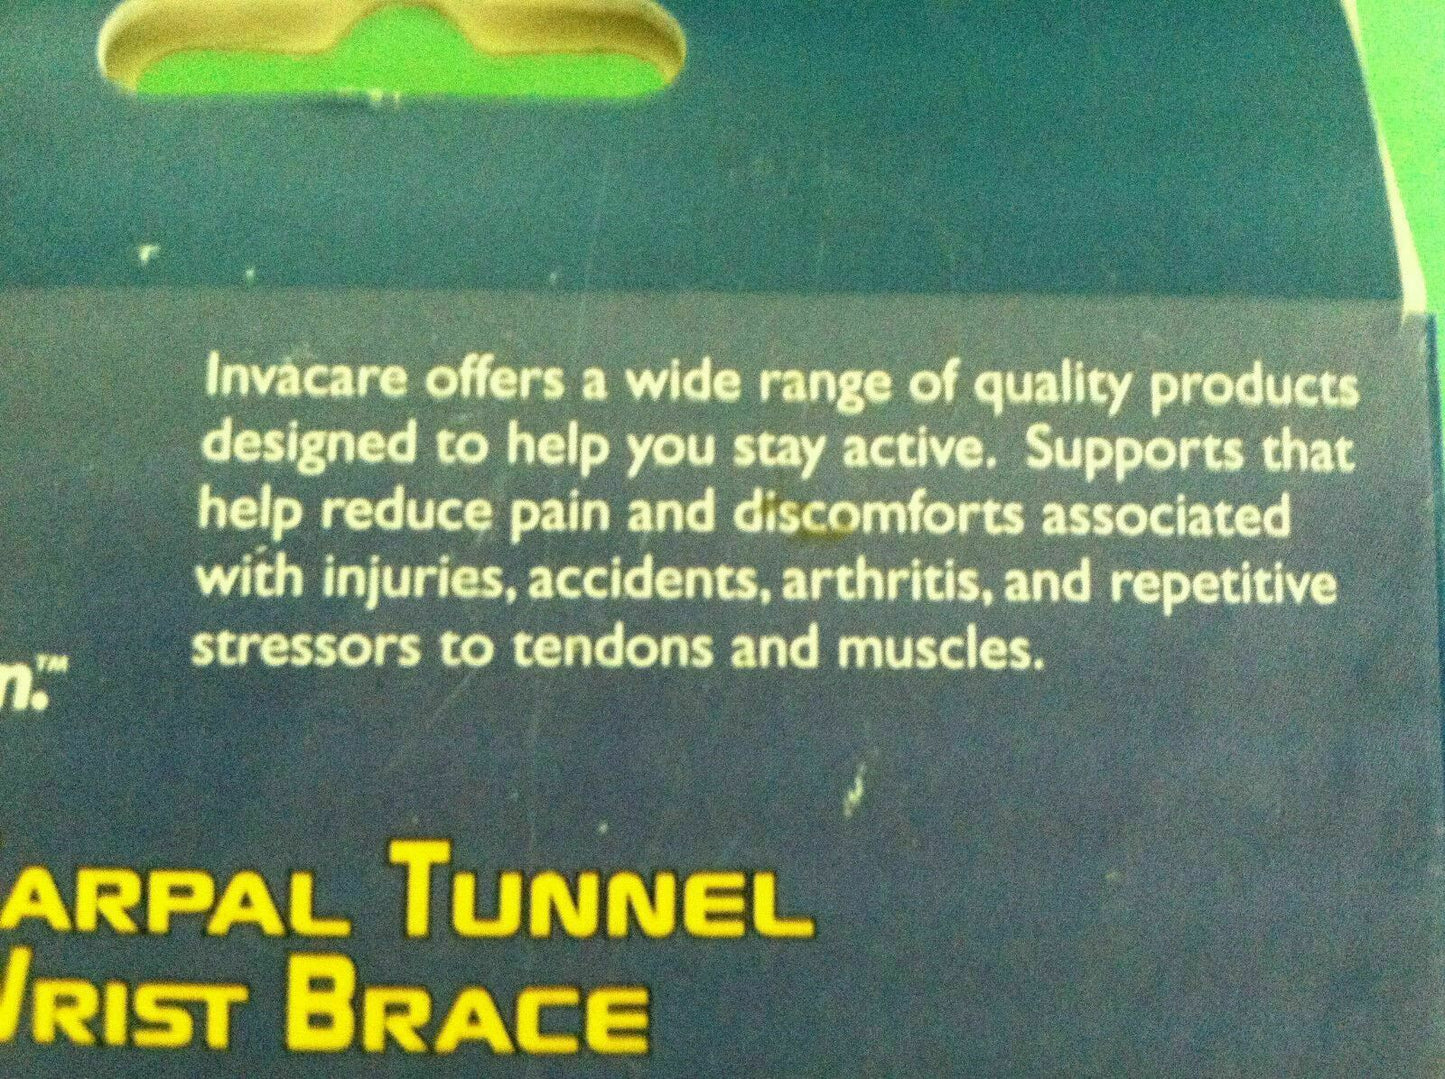 Invacare offers a wide range of quality products
designed to help you stay active. Supports that
help reduce pain and discomforts associated
with injuries, accidents, arthritis, and repetitive
stressors to tendons and muscles.
n.™
ARPAL TUNNEL
WRIST BRACE